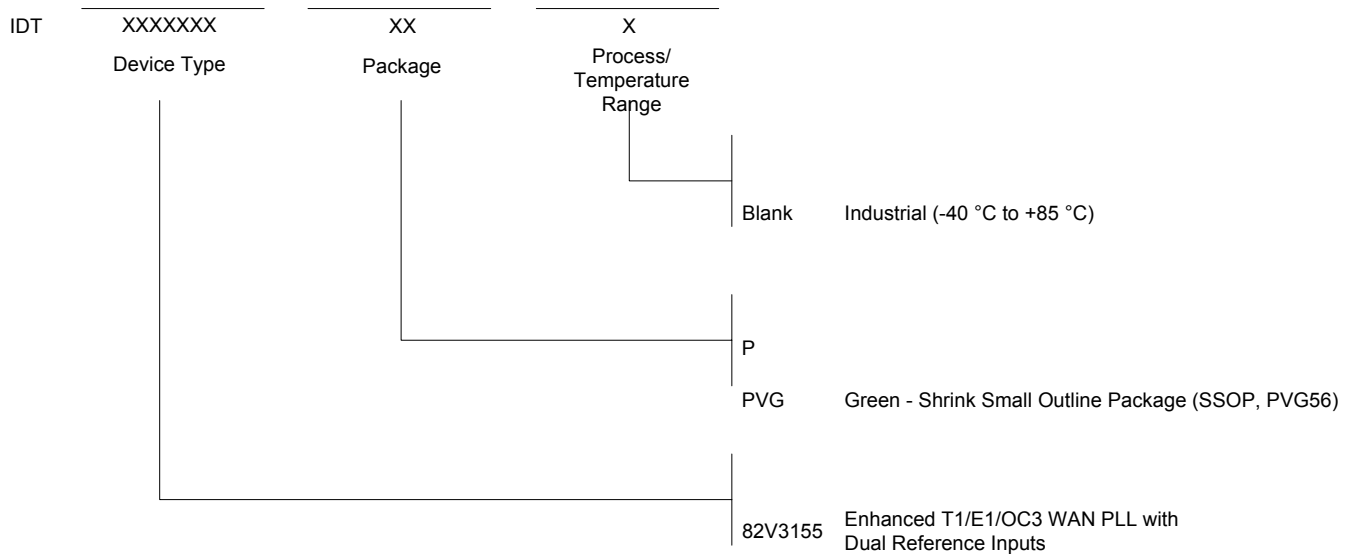 IDT XXXXXXX XX X
Device Type Package Process/
Temperature
Range
Blank Industrial (-40 °C to +85 °C)
P
PVG Green - Shrink Small Outline Package (SSOP, PVG56)
82V3155 Enhanced T1/E1/OC3 WAN PLL with
Dual Reference Inputs